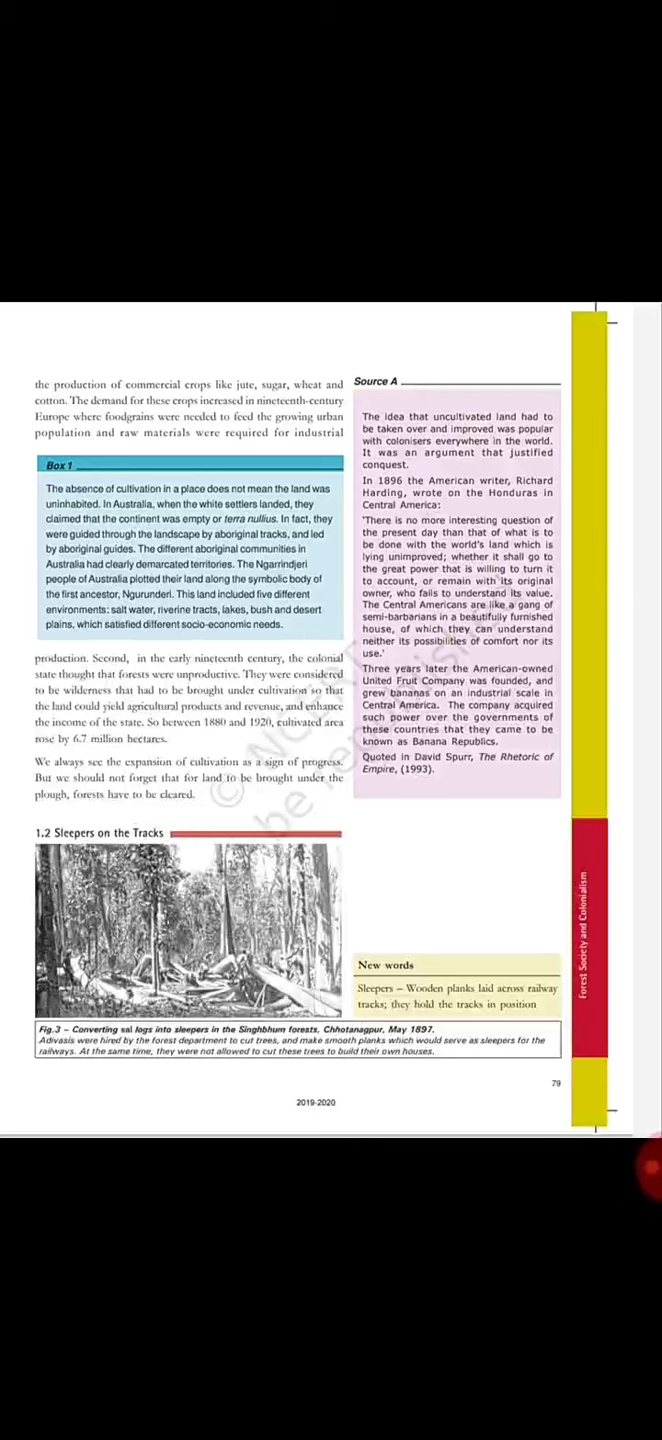 the production of commercial crops like jute, sugar, wheat and
cotton. The demand for these crops increased in nineteenth-century
Europe where foodgrains were needed to feed the growing urban
population and raw materials were required for industrial
Box 1
The absence of cultivation in a place does not mean the land was
uninhabited. In Australia, when the white settlers landed, they
claimed that the continent was empty or terra nullius. In fact, they
were guided through the landscape by aboriginal tracks, and led
by aboriginal guides. The different aboriginal communities in
Australia had clearly demarcated territories. The Ngarrindjeri
people of Australia plotted their land along the symbolic body of
the first ancestor, Ngurunderi. This land included five different
environments: salt water, riverine tracts, lakes, bush and desert
plains, which satisfied different socio-economic needs.
production. Second, in the early nineteenth century, the colonial
state thought that forests were unproductive. They were considered
to be wilderness that had to be brought under cultivation so that
the land could yield agricultural products and revenue, and enhance
the income of the state. So between 1880 and 1920, cultivated area
rose by 6.7 million hectares.
We always see the expansion of cultivation as a sign of progress.
But we should not forget that for land to be brought under the
plough, forests have to be cleared.
1.2 Sleepers on the Tracks
Source A
The idea that uncultivated land had to
be taken over and improved was popular
with colonisers everywhere in the world.
It was an argument that justified
conquest.
In 1896 the American writer, Richard
Harding, wrote on the Honduras in
Central America:
'There is no more interesting question of
the present day than that of what is to
be done with the world's land which is
lying unimproved; whether it shall go to
the great power that is willing to turn it
to account, or remain with its original
owner, who fails to understand its value.
The Central Americans are like a gang of
semi-barbarians in a beautifully furnished
house, of which they can understand
neither its possibilities of comfort nor its
use.'
Three years later the American-owned
United Fruit Company was founded, and
grew bananas on an industrial scale in
Central America. The company acquired
such power over the governments of
these countries that they came to be
known as Banana Republics.
Quoted in David Spurr, The Rhetoric of
Empire, (1993).
New words
Sleepers – Wooden planks laid across railway
tracks; they hold the tracks in position
Fig.3 – Converting sal logs into sleepers in the Singhbhum forests, Chhotanagpur, May 1897.
Adivasis were hired by the forest department to cut trees, and make smooth planks which would serve as sleepers for the
railways. At the same time, they were not allowed to cut these trees to build their own houses.
Forest Society and Colonialism
79
2019-2020
© NCERT
be republished